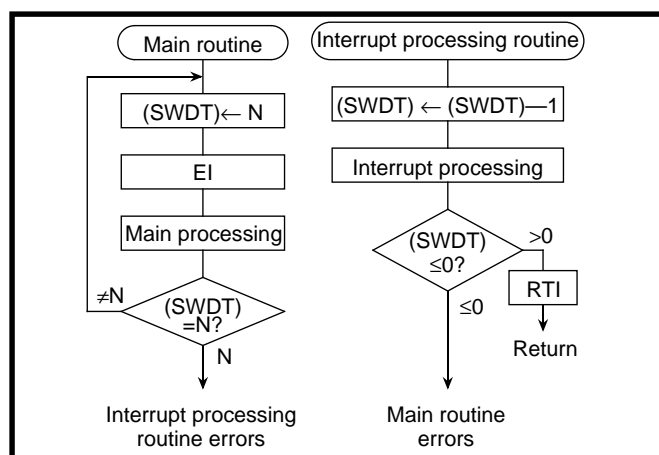 Main routine
(SWDT)← N
EI
Main processing
≠N
(SWDT)
=N?
N
Interrupt processing
routine errors
Interrupt processing routine
(SWDT) ← (SWDT)—1
Interrupt processing
(SWDT)
≤0?
>0
RTI
Return
≤0
Main routine
errors